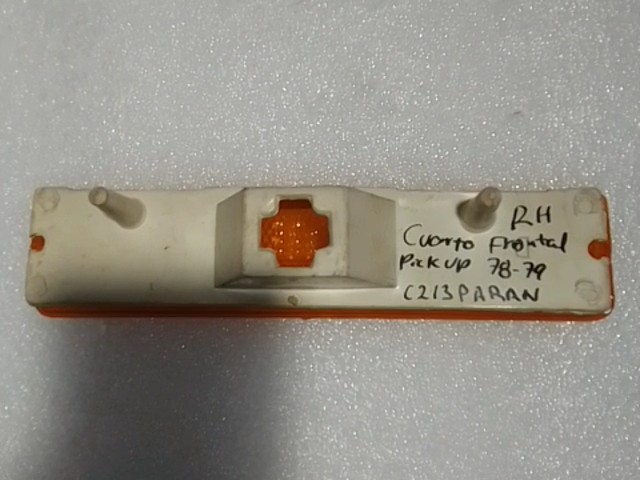 RH
Cuarto Frontal
Pick up 78-79
C213PARAN